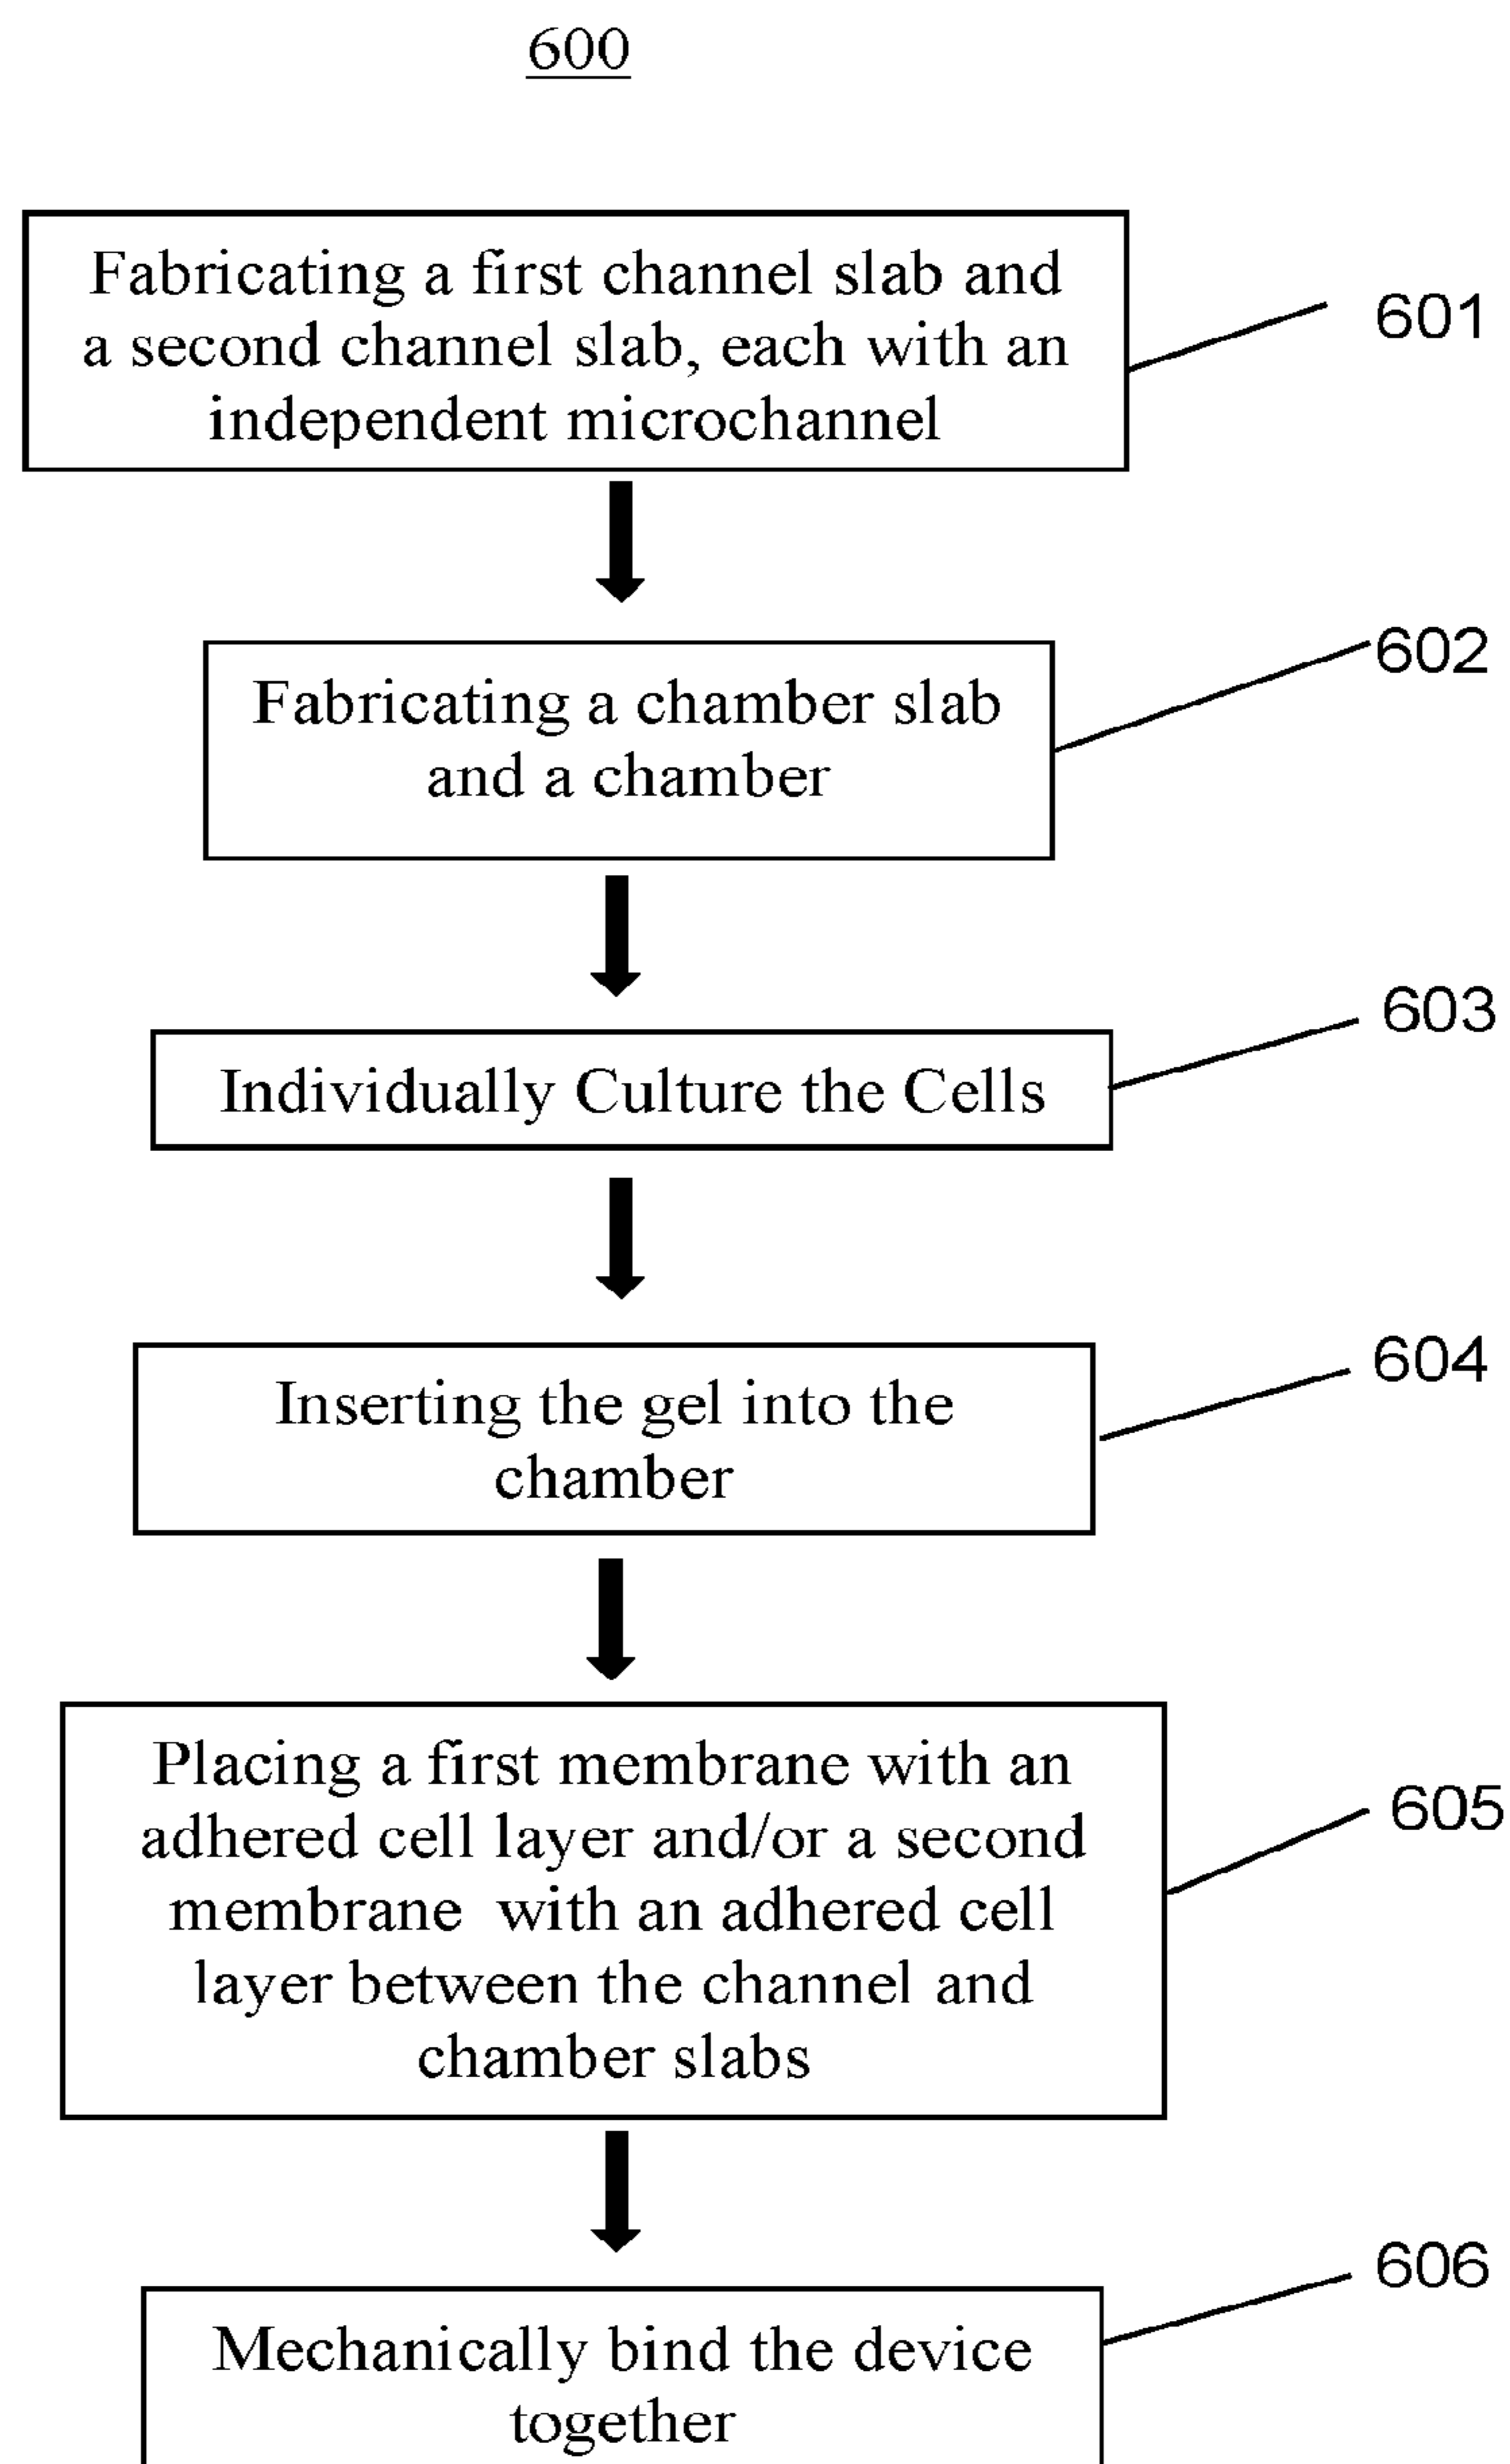 600
Fabricating a first channel slab and
a second channel slab, each with an
independent microchannel
601
Fabricating a chamber slab
and a chamber
602
Individually Culture the Cells
603
Inserting the gel into the
chamber
604
Placing a first membrane with an
adhered cell layer and/or a second
membrane with an adhered cell
layer between the channel and
chamber slabs
605
Mechanically bind the device
together
606